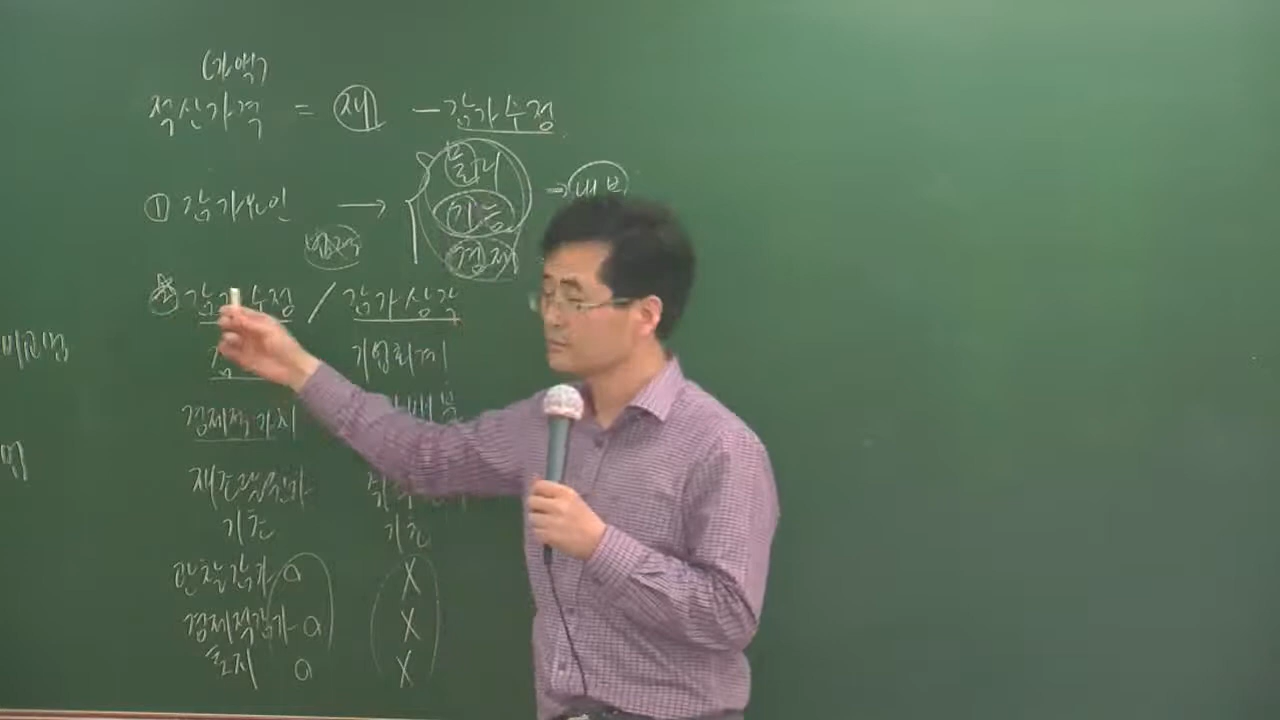 (가액)
적산가격 = 재 - 감가수정
① 감가요인 → 물리 ⇒ 내부
기능
경제
② 감가수정 / 감가상각
기업회계
경제적 가치
재조달원가
기초 기초
관찰감가 o X
경제적감가 o X
토지 o X